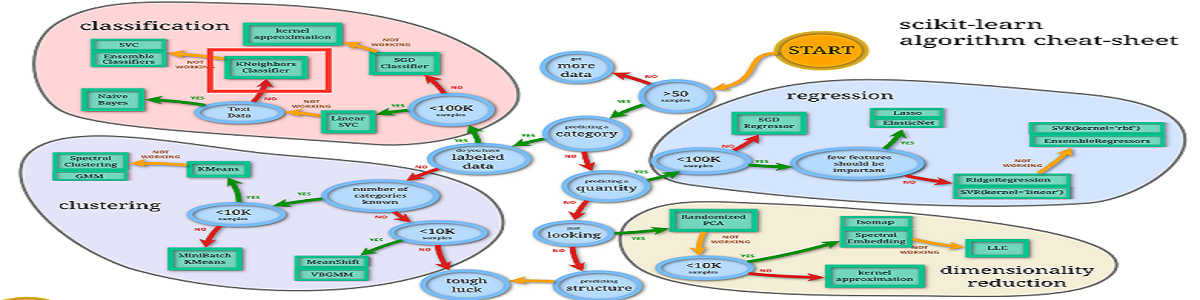 scikit-learn
algorithm cheat-sheet
START
classification
kernel
approximation
SVC
Ensemble
Classifiers
NOT
WORKING
KNeighbors
Classifier
NOT
WORKING
SGD
Classifier
NO
Naive
Bayes
YES
Text
Data
NO
NOT
WORKING
Linear
SVC
YES
<100K
samples
get
more
data
NO
>50
samples
YES
predicting a
category
YES
NO
do you have
labeled
data
YES
NO
predicting a
quantity
YES
NO
just
looking
YES
NO
predicting
structure
tough
luck
regression
SGD
Regressor
NO
<100K
samples
YES
few features
should be
important
YES
NO
Lasso
ElasticNet
SVR(kernel='rbf')
EnsembleRegressors
NOT
WORKING
RidgeRegression
SVR(kernel='linear')
clustering
Spectral
Clustering
GMM
NOT
WORKING
KMeans
YES
<10K
samples
NO
MiniBatch
KMeans
number of
categories
known
YES
NO
<10K
samples
YES
NO
MeanShift
VBGMM
dimensionality
reduction
Randomized
PCA
NOT
WORKING
<10K
samples
YES
NO
Isomap
Spectral
Embedding
NOT
WORKING
LLE
kernel
approximation